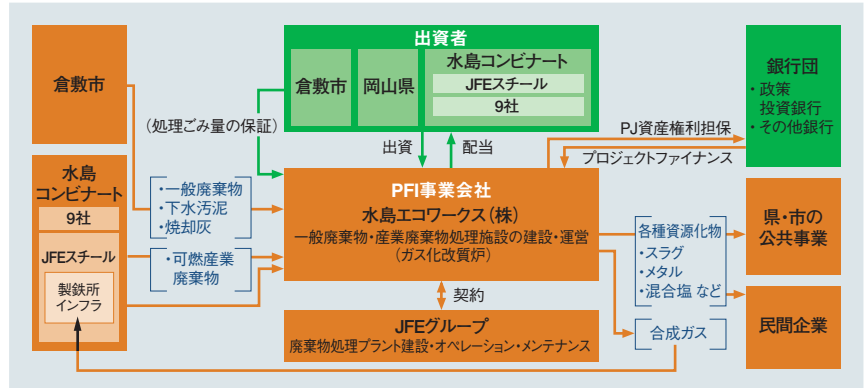 倉敷市
水島
コンビナート
9社
JFEスチール
製鉄所
インフラ
(処理ごみ量の保証)
・一般廃棄物
・下水汚泥
・焼却灰
・可燃産業
廃棄物
出資者
倉敷市
岡山県
水島コンビナート
JFEスチール
9社
出資
配当
PFI事業会社
水島エコワークス(株)
一般廃棄物・産業廃棄物処理施設の建設・運営
(ガス化改質炉)
契約
JFEグループ
廃棄物処理プラント建設・オペレーション・メンテナンス
PJ資産権利担保
プロジェクトファイナンス
銀行団
・政策
投資銀行
・その他銀行
各種資源化物
・スラグ
・メタル
・混合塩 など
合成ガス
県・市の
公共事業
民間企業